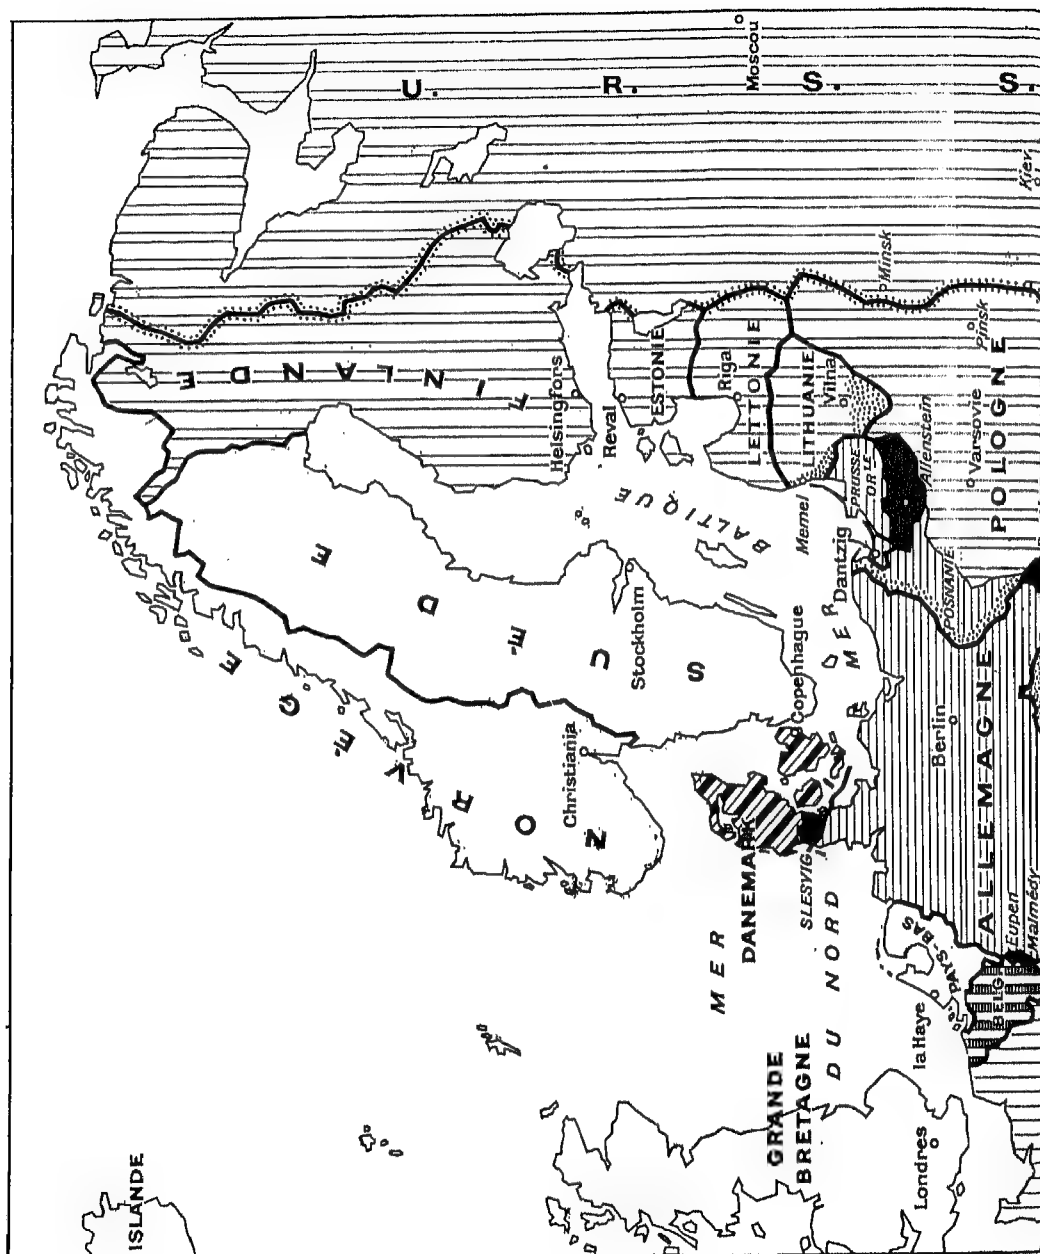 ISLANDE
U. R. S. S.
Moscou
Kiev
FINLANDE
Helsingfors
Reval
ESTONIE
Riga
LETTONIE
LITHUANIE
Vilna
Minsk
Pinsk
Varsovie
POLOGNE
Allenstein
PRUSSE
OR.LE
Memel
Dantzig
POSNANIE
MER BALTIQUE
SUÈDE
Stockholm
NORVÈGE
Christiania
Copenhague
DANEMARK
SLESVIG
MER
DU NORD
Berlin
ALLEMAGNE
Eupen
Malmédy
PAYS-BAS
la Haye
BELG
GRANDE
BRETAGNE
Londres